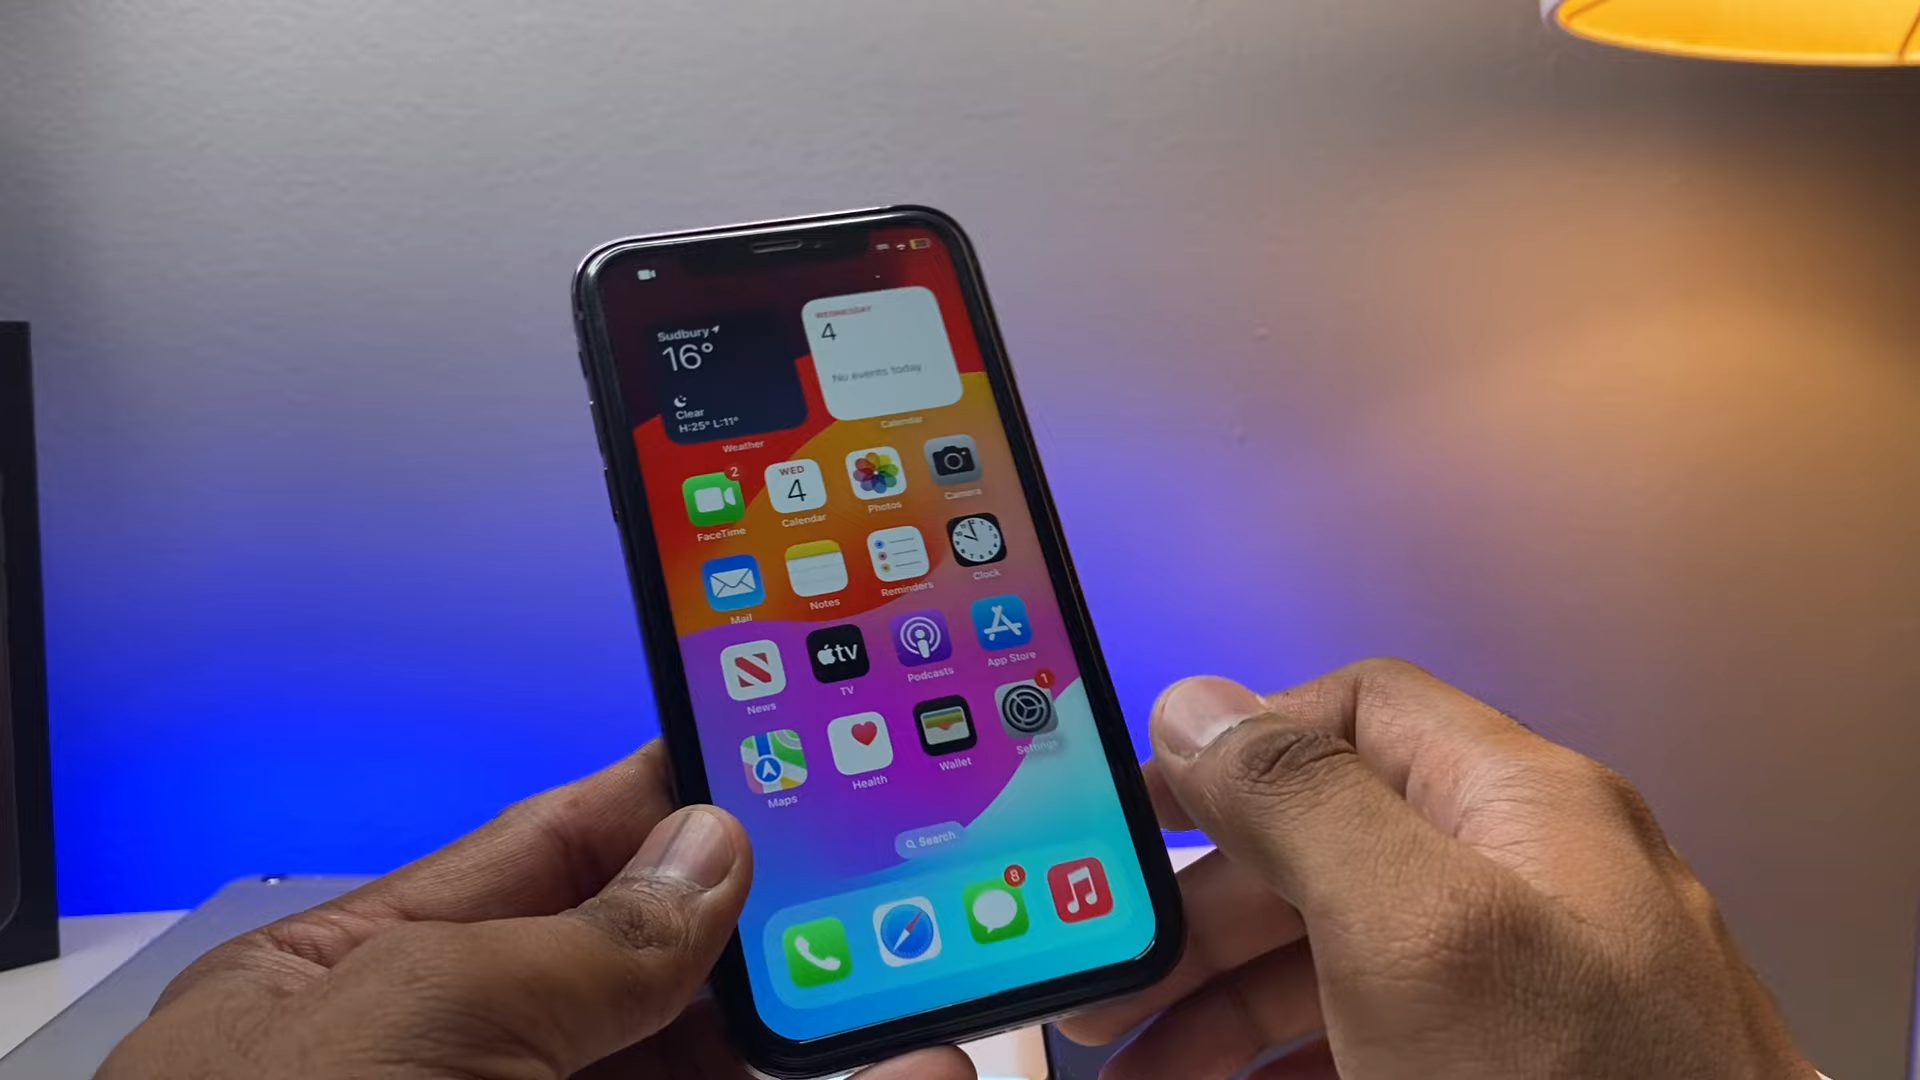 Sudbury
16°
Clear
H:25° L:11°
Weather
WEDNESDAY
4
No events today
Calendar
2
FaceTime
WED
4
Calendar
Photos
Camera
Mail
Notes
Reminders
Clock
News
tv
TV
Podcasts
App Store
Maps
Health
Wallet
1
Settings
Search
8